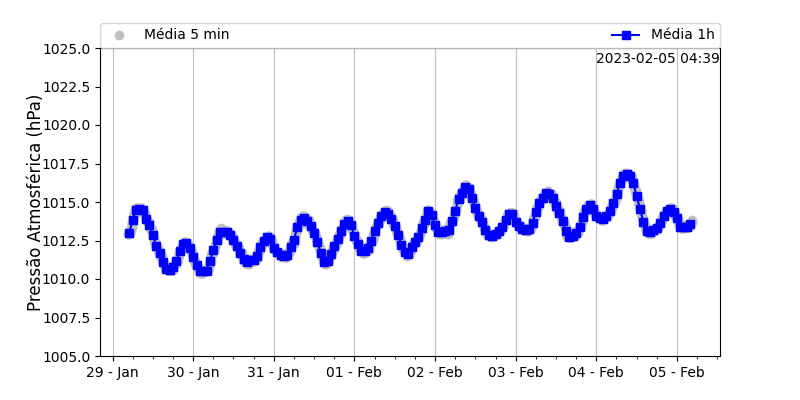 Média 5 min
Média 1h
2023-02-05 04:39
Pressão Atmosférica (hPa)
1025.0
1022.5
1020.0
1017.5
1015.0
1012.5
1010.0
1007.5
1005.0
29 - Jan
30 - Jan
31 - Jan
01 - Feb
02 - Feb
03 - Feb
04 - Feb
05 - Feb